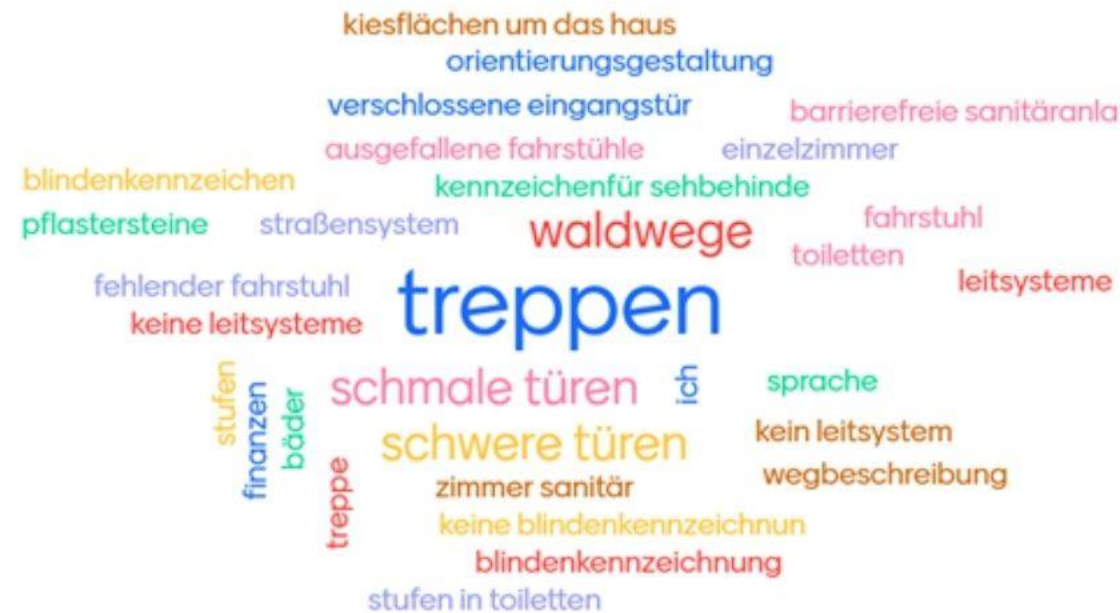 kiesflächen um das haus
orientierungsgestaltung
verschlossene eingangstür
barrierefreie sanitäranla
ausgefallene fahrstühle
einzelzimmer
blindenkennzeichen
kennzeichenfür sehbehinde
pflastersteine
straßensystem
waldwege
fahrstuhl
toiletten
fehlender fahrstuhl
treppen
leitsysteme
keine leitsysteme
stufen
finanzen
bäder
schmale türen
ich
sprache
schwere türen
kein leitsystem
treppe
zimmer sanitär
wegbeschreibung
keine blindenkennzeichnun
blindenkennzeichnung
stufen in toiletten